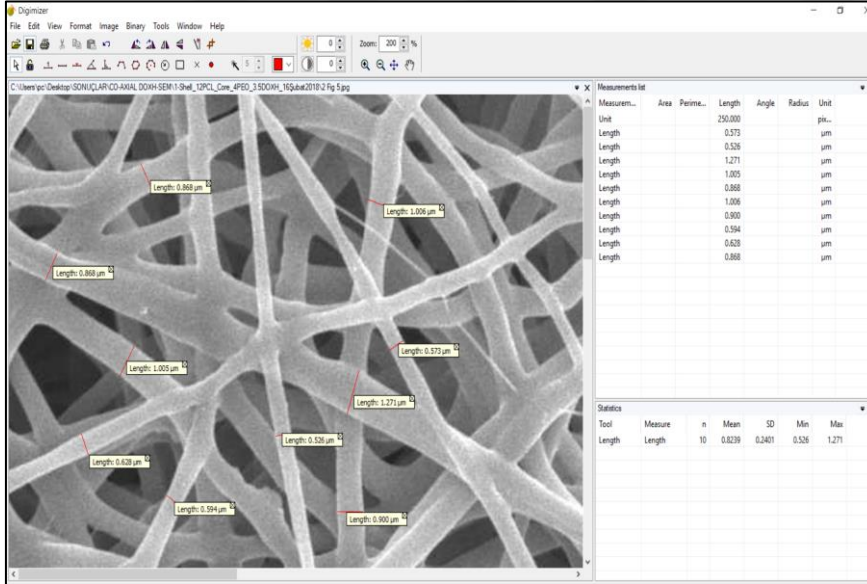 Digimizer
File Edit View Format Image Binary Tools Window Help
5 0 Zoom: 200 %
0
C:\Users\pc\Desktop\SONUÇLAR\CO-AXIAL DOXH-SEM\1-Shell_12PCL_Core_4PEO_3.5DOXH_16Şubat2018\2 Fig 5.jpg
Length: 0.868 µm
Length: 1.006 µm
Length: 0.868 µm
Length: 0.573 µm
Length: 1.005 µm
Length: 1.271 µm
Length: 0.526 µm
Length: 0.628 µm
Length: 0.594 µm
Length: 0.900 µm
Measurements list
Measurem... Area Perime... Length Angle Radius Unit
Unit 250.000 pix...
Length 0.573 µm
Length 0.526 µm
Length 1.271 µm
Length 1.005 µm
Length 0.868 µm
Length 1.006 µm
Length 0.900 µm
Length 0.594 µm
Length 0.628 µm
Length 0.868 µm
Statistics
Tool Measure n Mean SD Min Max
Length Length 10 0.8239 0.2401 0.526 1.271